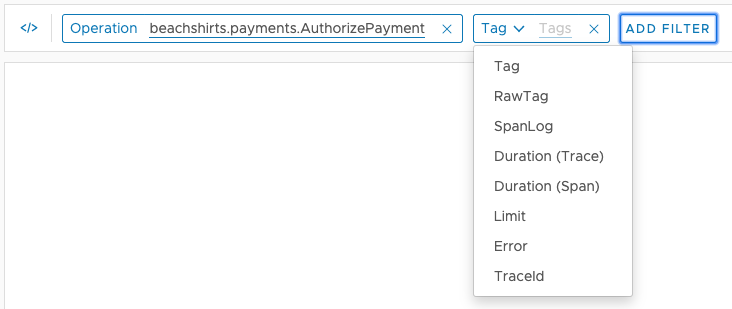 </> Operation beachshirts.payments.AuthorizePayment Tag Tags ADD FILTER
Tag
RawTag
SpanLog
Duration (Trace)
Duration (Span)
Limit
Error
TraceId